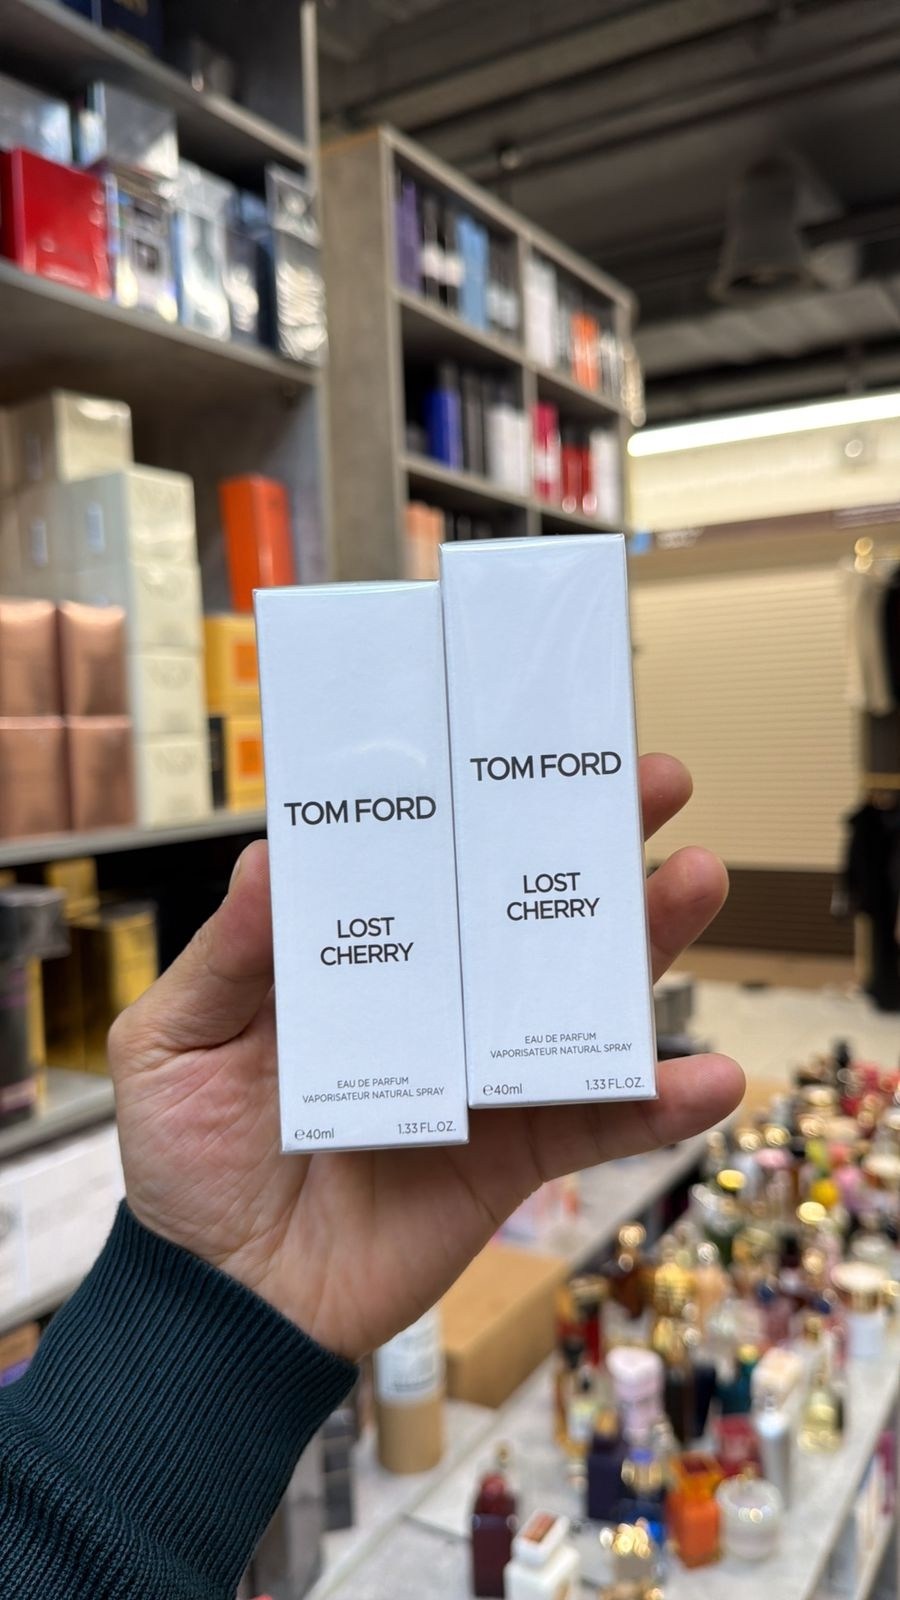 TOM FORD
LOST
CHERRY
EAU DE PARFUM
VAPORISATEUR NATURAL SPRAY
℮40ml 1.33 FL.OZ.
TOM FORD
LOST
CHERRY
EAU DE PARFUM
VAPORISATEUR NATURAL SPRAY
℮40ml 1.33 FL.OZ.